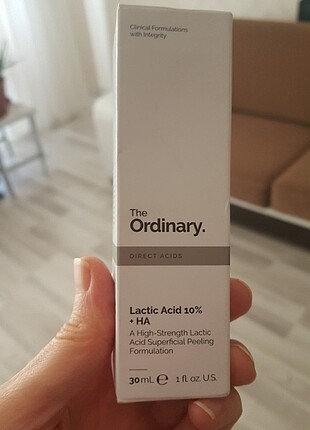 Clinical Formulations
with Integrity
The
Ordinary.
DIRECT ACIDS
Lactic Acid 10%
+ HA
A High-Strength Lactic
Acid Superficial Peeling
Formulation
30mL ℮ 1 fl. oz. U.S.